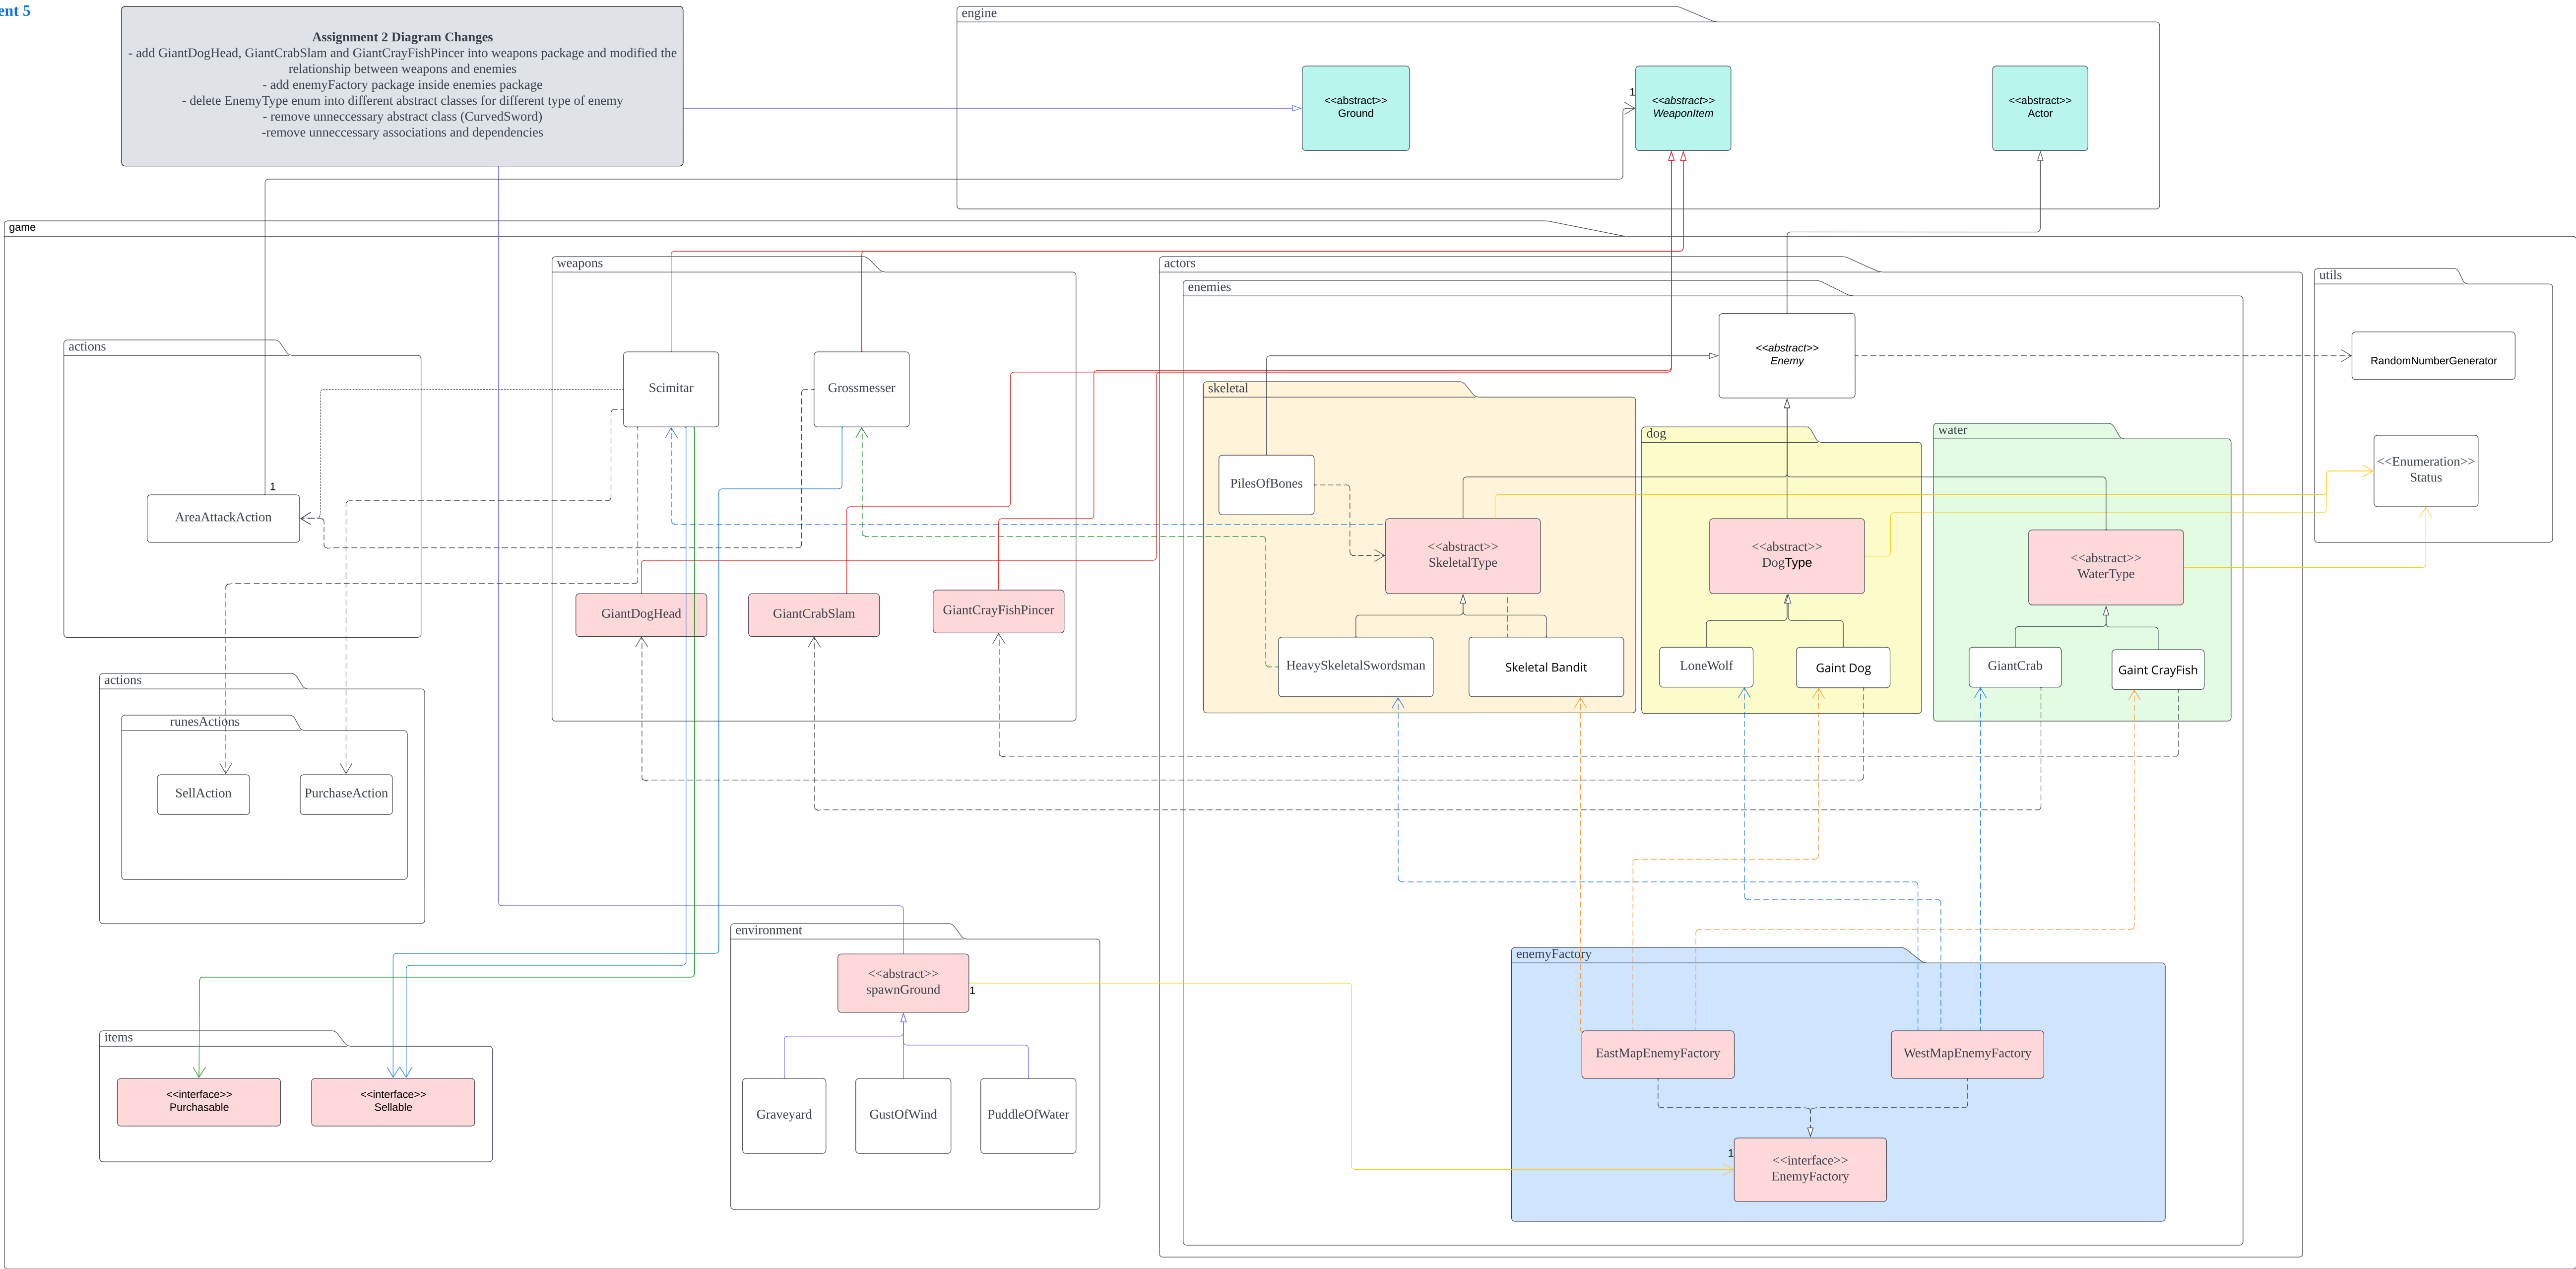 ent 5
Assignment 2 Diagram Changes
- add GiantDogHead, GiantCrabSlam and GiantCrayFishPincer into weapons package and modified the
relationship between weapons and enemies
- add enemyFactory package inside enemies package
- delete EnemyType enum into different abstract classes for different type of enemy
- remove unneccessary abstract class (CurvedSword)
-remove unneccessary associations and dependencies
engine
<<abstract>>
Ground
1
<<abstract>>
WeaponItem
<<abstract>>
Actor
game
weapons
actors
enemies
utils
actions
Scimitar
Grossmesser
<<abstract>>
Enemy
RandomNumberGenerator
skeletal
dog
water
PilesOfBones
<<Enumeration>>
Status
1
AreaAttackAction
<<abstract>>
SkeletalType
<<abstract>>
DogType
<<abstract>>
WaterType
GiantDogHead
GiantCrabSlam
GiantCrayFishPincer
HeavySkeletalSwordsman
Skeletal Bandit
LoneWolf
Gaint Dog
GiantCrab
Gaint CrayFish
actions
runesActions
SellAction
PurchaseAction
environment
<<abstract>>
spawnGround
1
enemyFactory
items
<<interface>>
Purchasable
<<interface>>
Sellable
Graveyard
GustOfWind
PuddleOfWater
EastMapEnemyFactory
WestMapEnemyFactory
1
<<interface>>
EnemyFactory